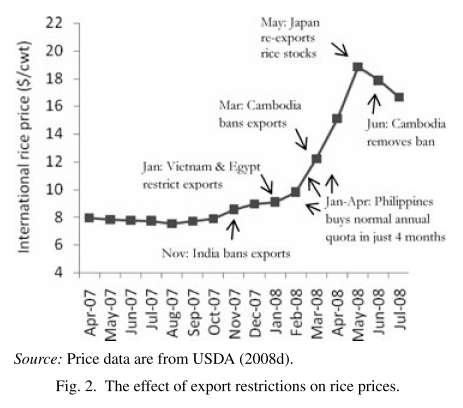 International rice price ($/cwt)
22
20
18
16
14
12
10
8
6
4
May: Japan
re-exports
rice stocks
Mar: Cambodia
bans exports
Jun: Cambodia
removes ban
Jan: Vietnam & Egypt
restrict exports
Jan-Apr: Philippines
buys normal annual
quota in just 4 months
Nov: India bans exports
Apr-07
May-07
Jun-07
Jul-07
Aug-07
Sep-07
Oct-07
Nov-07
Dec-07
Jan-08
Feb-08
Mar-08
Apr-08
May-08
Jun-08
Jul-08
Source: Price data are from USDA (2008d).
Fig. 2. The effect of export restrictions on rice prices.